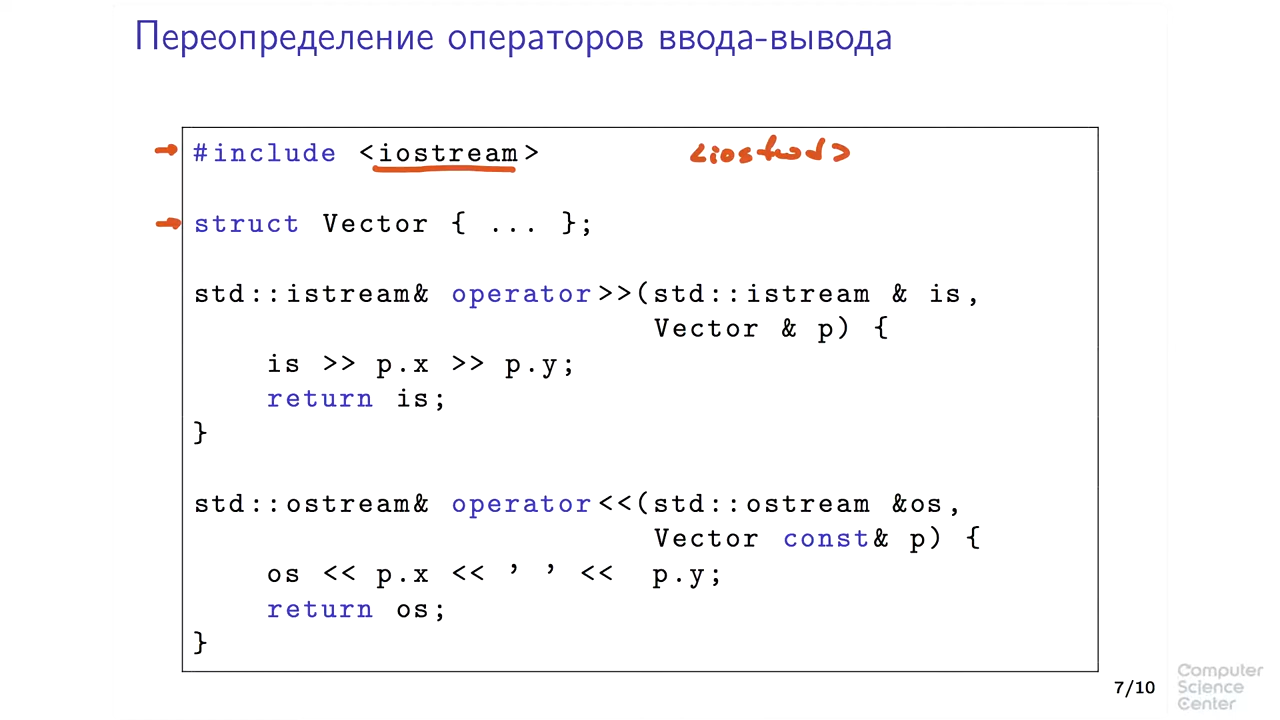 Переопределение операторов ввода-вывода
#include <iostream>
<iosfwd>
struct Vector { ... };
std::istream& operator>>(std::istream & is,
Vector & p) {
is >> p.x >> p.y;
return is;
}
std::ostream& operator<<(std::ostream &os,
Vector const& p) {
os << p.x << ’ ’ << p.y;
return os;
}
7/10
Computer
Science
Center